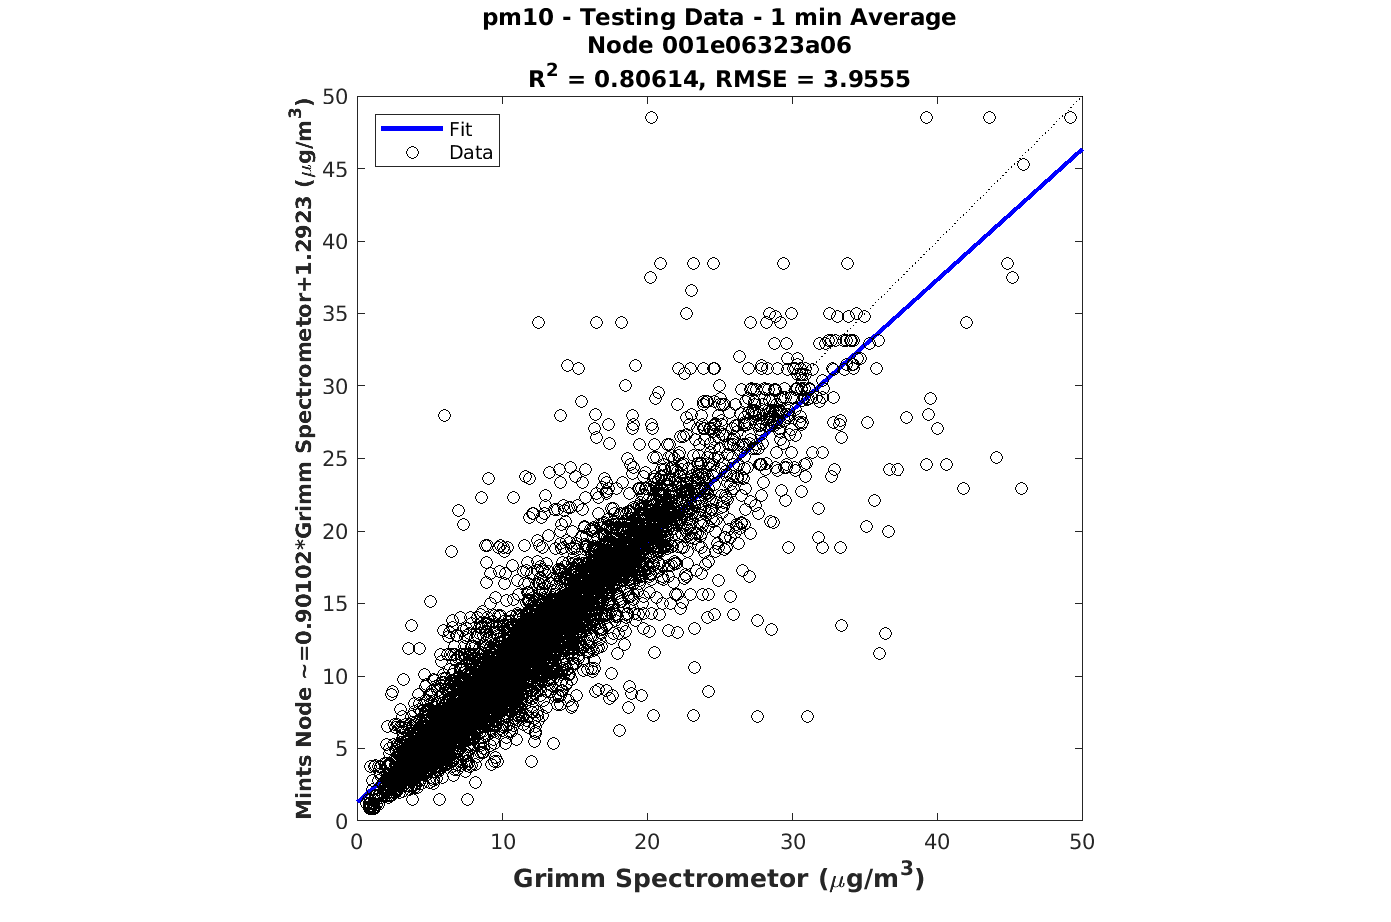 pm10 - Testing Data - 1 min Average
Node 001e06323a06
R² = 0.80614, RMSE = 3.9555
Mints Node ~=0.90102*Grimm Spectrometor+1.2923 (μg/m³)
50
45
40
35
30
25
20
15
10
5
0
Fit
Data
0 10 20 30 40 50
Grimm Spectrometor (μg/m³)